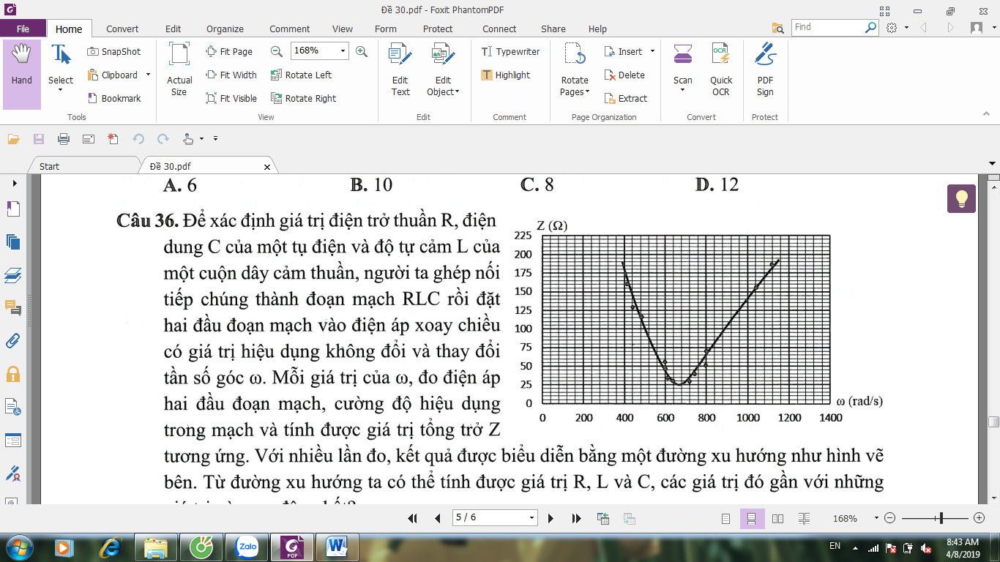 Đề 30.pdf - Foxit PhantomPDF
File Home Convert Edit Organize Comment View Form Protect Connect Share Help Find
Hand
Select
SnapShot
Clipboard
Bookmark
Tools
Actual Size
Fit Page
Fit Width
Fit Visible
168%
Rotate Left
Rotate Right
View
Edit Text
Edit Object
Edit
Typewriter
Highlight
Comment
Rotate Pages
Insert
Delete
Extract
Page Organization
Scan
Quick OCR
Convert
PDF Sign
Protect
Start Đề 30.pdf
A. 6 B. 10 C. 8 D. 12
Câu 36. Để xác định giá trị điện trở thuần R, điện
dung C của một tụ điện và độ tự cảm L của
một cuộn dây cảm thuần, người ta ghép nối
tiếp chúng thành đoạn mạch RLC rồi đặt
hai đầu đoạn mạch vào điện áp xoay chiều
có giá trị hiệu dụng không đổi và thay đổi
tần số góc ω. Mỗi giá trị của ω, đo điện áp
hai đầu đoạn mạch, cường độ hiệu dụng
trong mạch và tính được giá trị tổng trở Z
Z (Ω)
225
200
175
150
125
100
75
50
25
0
0 200 400 600 800 1000 1200 1400
ω (rad/s)
tương ứng. Với nhiều lần đo, kết quả được biểu diễn bằng một đường xu hướng như hình vẽ
bên. Từ đường xu hướng ta có thể tính được giá trị R, L và C, các giá trị đó gần với những
5 / 6
168%
Zalo
PDF
EN
8:43 AM
4/8/2019